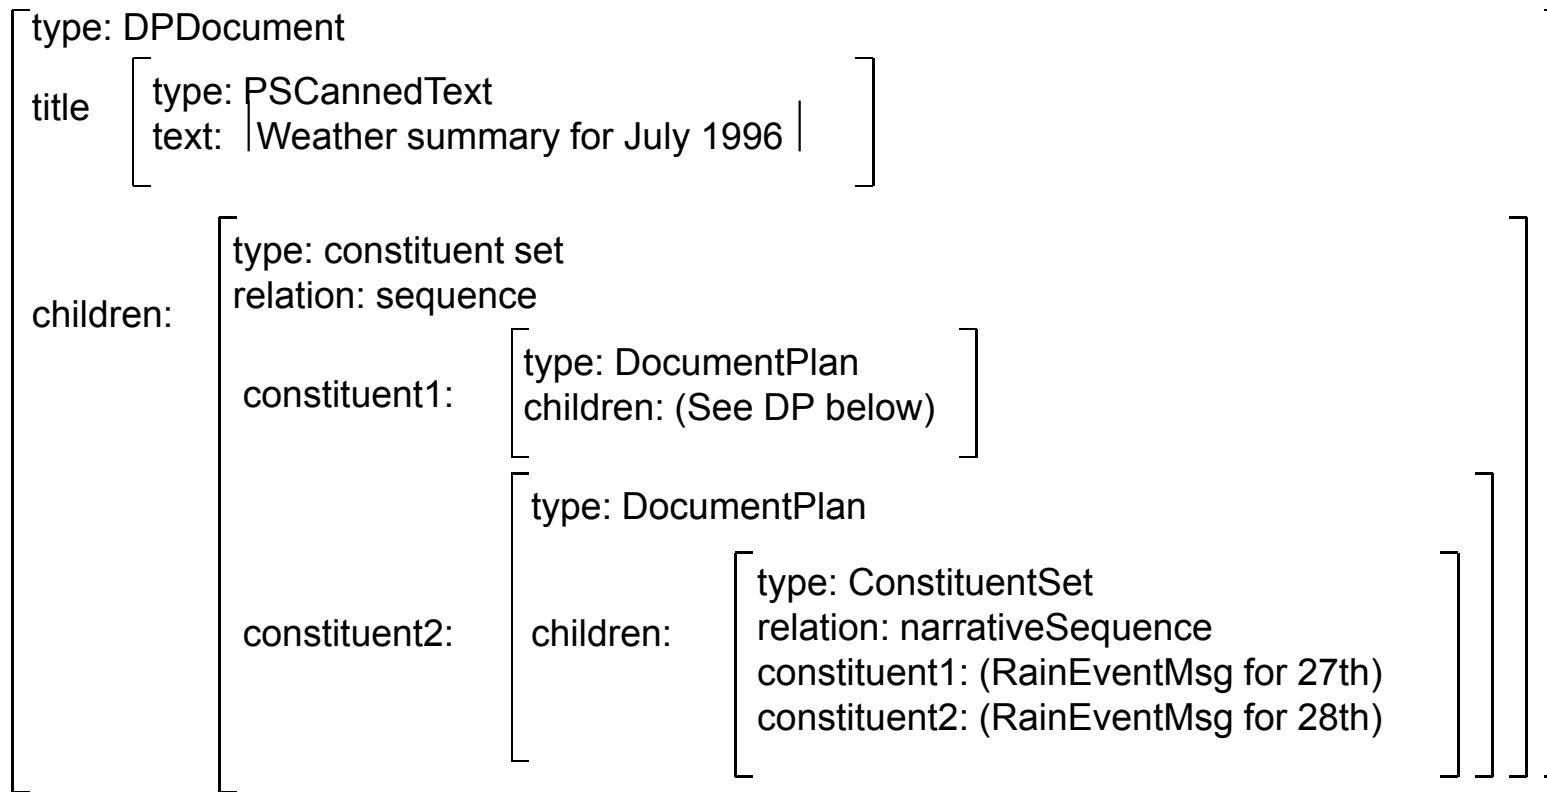 type: DPDocument
title
type: PSCannedText
text: |Weather summary for July 1996 |
children:
type: constituent set
relation: sequence
constituent1:
type: DocumentPlan
children: (See DP below)
constituent2:
type: DocumentPlan
children:
type: ConstituentSet
relation: narrativeSequence
constituent1: (RainEventMsg for 27th)
constituent2: (RainEventMsg for 28th)